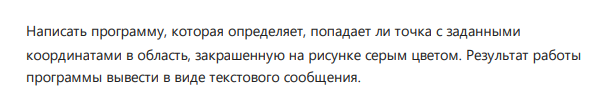 Написать программу, которая определяет, попадает ли точка с заданными
координатами в область, закрашенную на рисунке серым цветом. Результат работы
программы вывести в виде текстового сообщения.